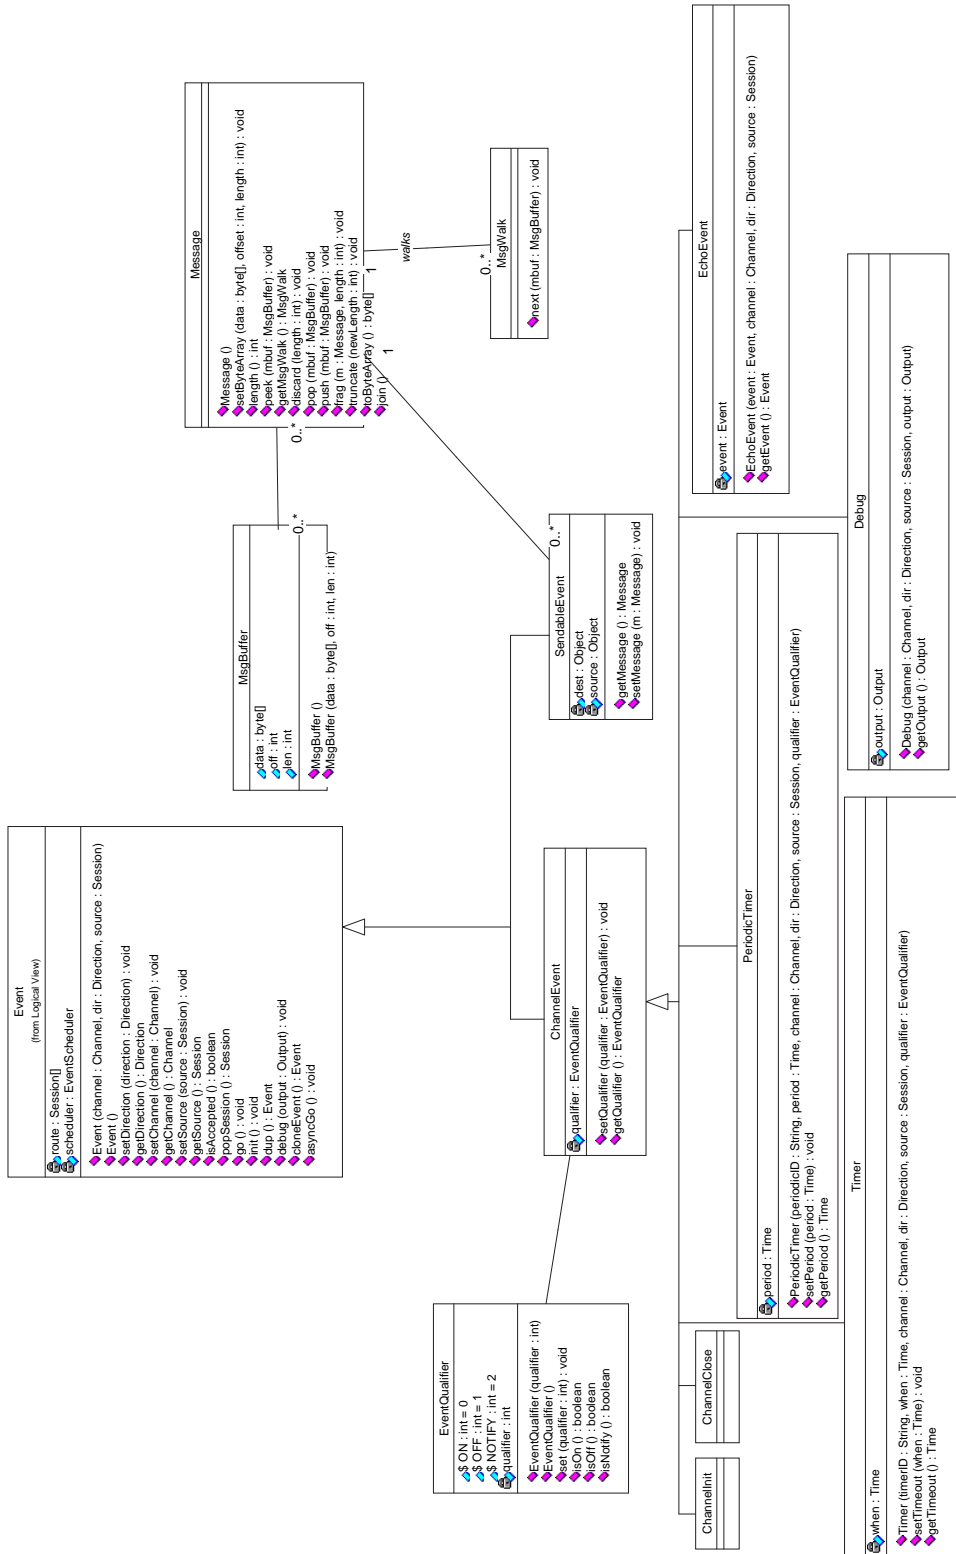 Event
(from Logical View)
route : Session[]
scheduler : EventScheduler
Event (channel : Channel, dir : Direction, source : Session)
Event ()
setDirection (direction : Direction) : void
getDirection () : Direction
setChannel (channel : Channel) : void
getChannel () : Channel
setSource (source : Session) : void
getSource () : Session
isAccepted () : boolean
popSession () : Session
go () : void
init () : void
dup () : Event
debug (output : Output) : void
cloneEvent () : Event
asyncGo () : void
MsgBuffer
data : byte[]
off : int
len : int
MsgBuffer ()
MsgBuffer (data : byte[], off : int, len : int)
0..*
0..*
Message
Message ()
setByteArray (data : byte[], offset : int, length : int) : void
length () : int
peek (mbuf : MsgBuffer) : void
getMsgWalk () : MsgWalk
discard (length : int) : void
pop (mbuf : MsgBuffer) : void
push (mbuf : MsgBuffer) : void
frag (m : Message, length : int) : void
truncate (newLength : int) : void
toByteArray () : byte[]
join ()
1
1
walks
0..*
MsgWalk
next (mbuf : MsgBuffer) : void
EventQualifier
$ ON : int = 0
$ OFF : int = 1
$ NOTIFY : int = 2
qualifier : int
EventQualifier (qualifier : int)
EventQualifier ()
set (qualifier : int) : void
isOn () : boolean
isOff () : boolean
isNotify () : boolean
ChannelEvent
qualifier : EventQualifier
setQualifier (qualifier : EventQualifier) : void
getQualifier () : EventQualifier
SendableEvent
0..*
dest : Object
source : Object
getMessage () : Message
setMessage (m : Message) : void
ChannelInit
ChannelClose
PeriodicTimer
period : Time
PeriodicTimer (periodicID : String, period : Time, channel : Channel, dir : Direction, source : Session, qualifier : EventQualifier)
setPeriod (period : Time) : void
getPeriod () : Time
EchoEvent
event : Event
EchoEvent (event : Event, channel : Channel, dir : Direction, source : Session)
getEvent () : Event
Timer
when : Time
Timer (timerID : String, when : Time, channel : Channel, dir : Direction, source : Session, qualifier : EventQualifier)
setTimeout (when : Time) : void
getTimeout () : Time
Debug
output : Output
Debug (channel : Channel, dir : Direction, source : Session, output : Output)
getOutput () : Output